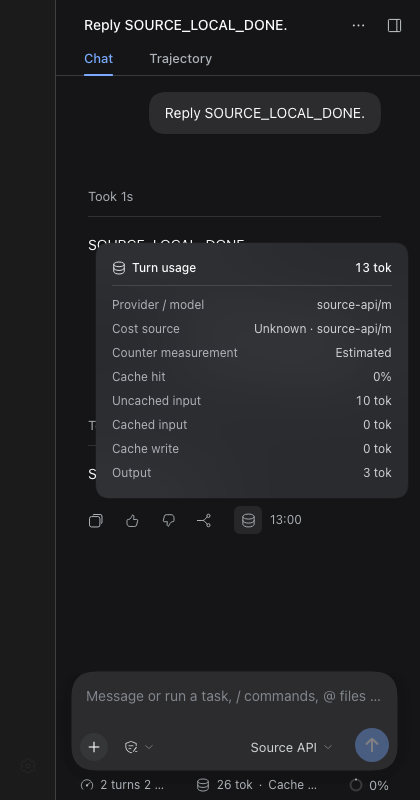 Reply SOURCE_LOCAL_DONE.
Chat Trajectory
Reply SOURCE_LOCAL_DONE.
Took 1s
SOURCE_LOCAL_DONE
Turn usage 13 tok
Provider / model source-api/m
Cost source Unknown · source-api/m
Counter measurement Estimated
Cache hit 0%
Uncached input 10 tok
Cached input 0 tok
Cache write 0 tok
Output 3 tok
13:00
Message or run a task, / commands, @ files ...
Source API
2 turns 2 ... 26 tok · Cache ... 0%